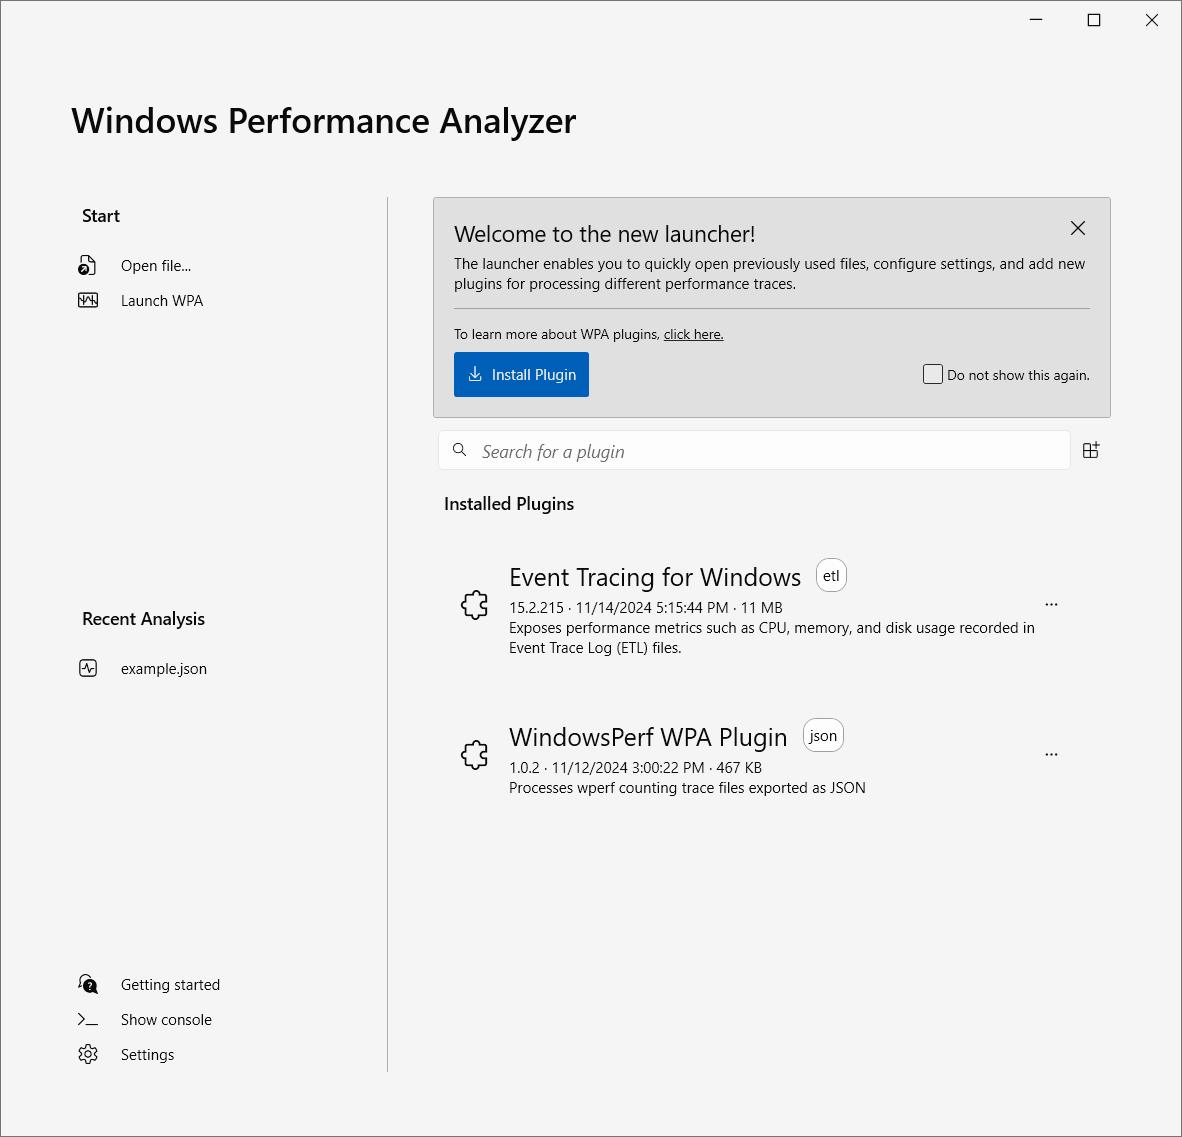 Windows Performance Analyzer
Start
Open file...
Launch WPA
Recent Analysis
example.json
Getting started
Show console
Settings
Welcome to the new launcher!
The launcher enables you to quickly open previously used files, configure settings, and add new
plugins for processing different performance traces.
To learn more about WPA plugins, click here.
Install Plugin
Do not show this again.
Search for a plugin
Installed Plugins
Event Tracing for Windows etl
15.2.215 · 11/14/2024 5:15:44 PM · 11 MB
Exposes performance metrics such as CPU, memory, and disk usage recorded in
Event Trace Log (ETL) files.
WindowsPerf WPA Plugin json
1.0.2 · 11/12/2024 3:00:22 PM · 467 KB
Processes wperf counting trace files exported as JSON